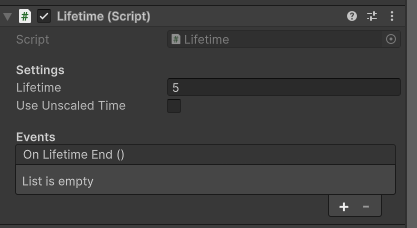 Lifetime (Script)
Script Lifetime
Settings
Lifetime 5
Use Unscaled Time
Events
On Lifetime End ()
List is empty
+ −